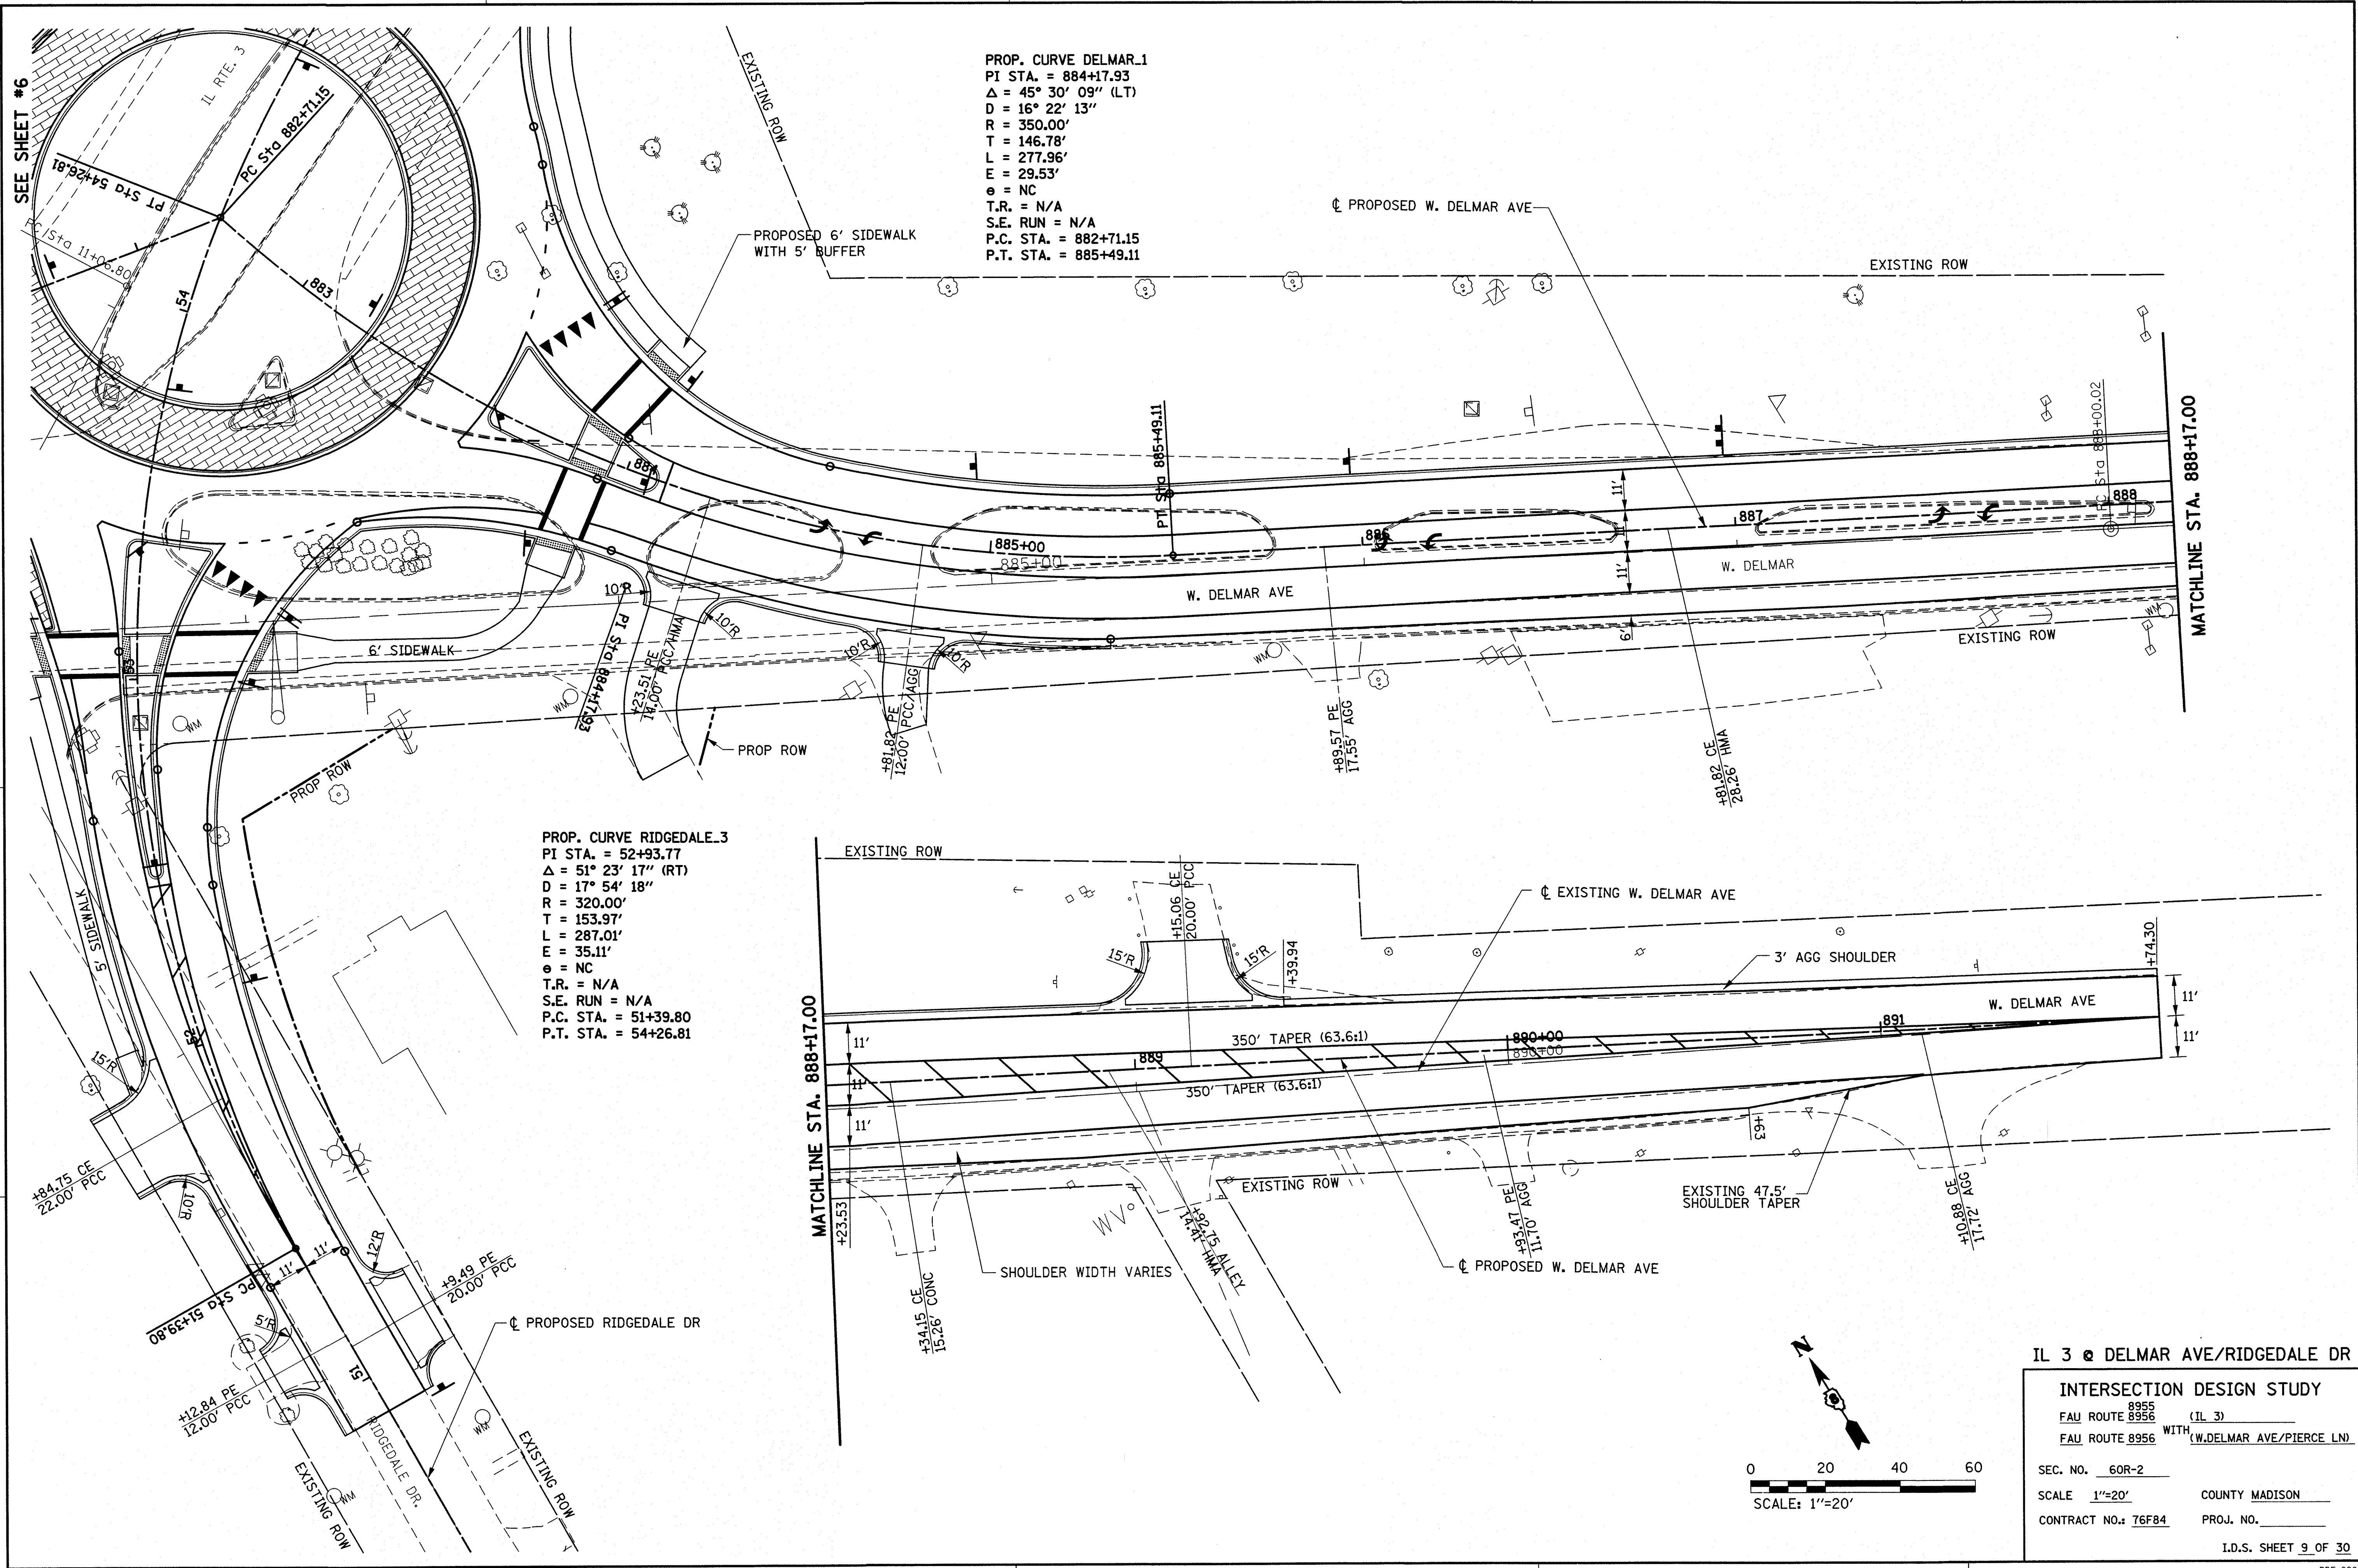 SEE SHEET #6
IL RTE. 3
PC Sta 882+71.15
PT Sta 54+26.81
PC Sta 11+06.80
54
883
EXISTING ROW
PROP. CURVE DELMAR_1
PI STA. = 884+17.93
Δ = 45° 30' 09" (LT)
D = 16° 22' 13"
R = 350.00'
T = 146.78'
L = 277.96'
E = 29.53'
e = NC
T.R. = N/A
S.E. RUN = N/A
P.C. STA. = 882+71.15
P.T. STA. = 885+49.11
PROPOSED 6' SIDEWALK
WITH 5' BUFFER
℄ PROPOSED W. DELMAR AVE
EXISTING ROW
884
PT Sta 885+49.11
885+00
885+00
886
887
888
PC Sta 888+00.02
MATCHLINE STA. 888+17.00
11'
11'
11'
6'
W. DELMAR AVE
W. DELMAR
EXISTING ROW
WM
WM
WM
WM
10'R
10'R
10'R
10'R
6' SIDEWALK
PI Sta 884+17.93
+23.51 PE
14.00' PCC/HMA
+81.82 PE
12.00' PCC/AGG
+89.57 PE
17.55' AGG
+81.82 CE
28.26' HMA
PROP ROW
PROP ROW
53
5' SIDEWALK
52
15'R
PROP. CURVE RIDGEDALE_3
PI STA. = 52+93.77
Δ = 51° 23' 17" (RT)
D = 17° 54' 18"
R = 320.00'
T = 153.97'
L = 287.01'
E = 35.11'
e = NC
T.R. = N/A
S.E. RUN = N/A
P.C. STA. = 51+39.80
P.T. STA. = 54+26.81
+84.75 CE
22.00' PCC
10'R
11'
11'
12'R
PC Sta 51+39.80
5'R
+9.49 PE
20.00' PCC
+12.84 PE
12.00' PCC
51
℄ PROPOSED RIDGEDALE DR
RIDGEDALE DR.
EXISTING ROW
EXISTING ROW
WM
WM
MATCHLINE STA. 888+17.00
EXISTING ROW
+15.06 CE
20.00' PCC
15'R
15'R
+39.94
℄ EXISTING W. DELMAR AVE
3' AGG SHOULDER
+74.30
W. DELMAR AVE
11'
11'
11'
11'
11'
350' TAPER (63.6:1)
350' TAPER (63.6:1)
889
890+00
890+00
891
+23.53
+63
EXISTING ROW
WV
EXISTING 47.5'
SHOULDER TAPER
SHOULDER WIDTH VARIES
℄ PROPOSED W. DELMAR AVE
+34.15 CE
15.26' CONC
+92.75 ALLEY
14.41' HMA
+93.47 PE
11.70' AGG
+10.88 CE
17.72' AGG
N
0 20 40 60
SCALE: 1"=20'
IL 3 @ DELMAR AVE/RIDGEDALE DR
INTERSECTION DESIGN STUDY
8955
FAU ROUTE 8956 (IL 3)
WITH
FAU ROUTE 8956 (W.DELMAR AVE/PIERCE LN)
SEC. NO. 60R-2
SCALE 1"=20' COUNTY MADISON
CONTRACT NO.: 76F84 PROJ. NO.
I.D.S. SHEET 9 OF 30